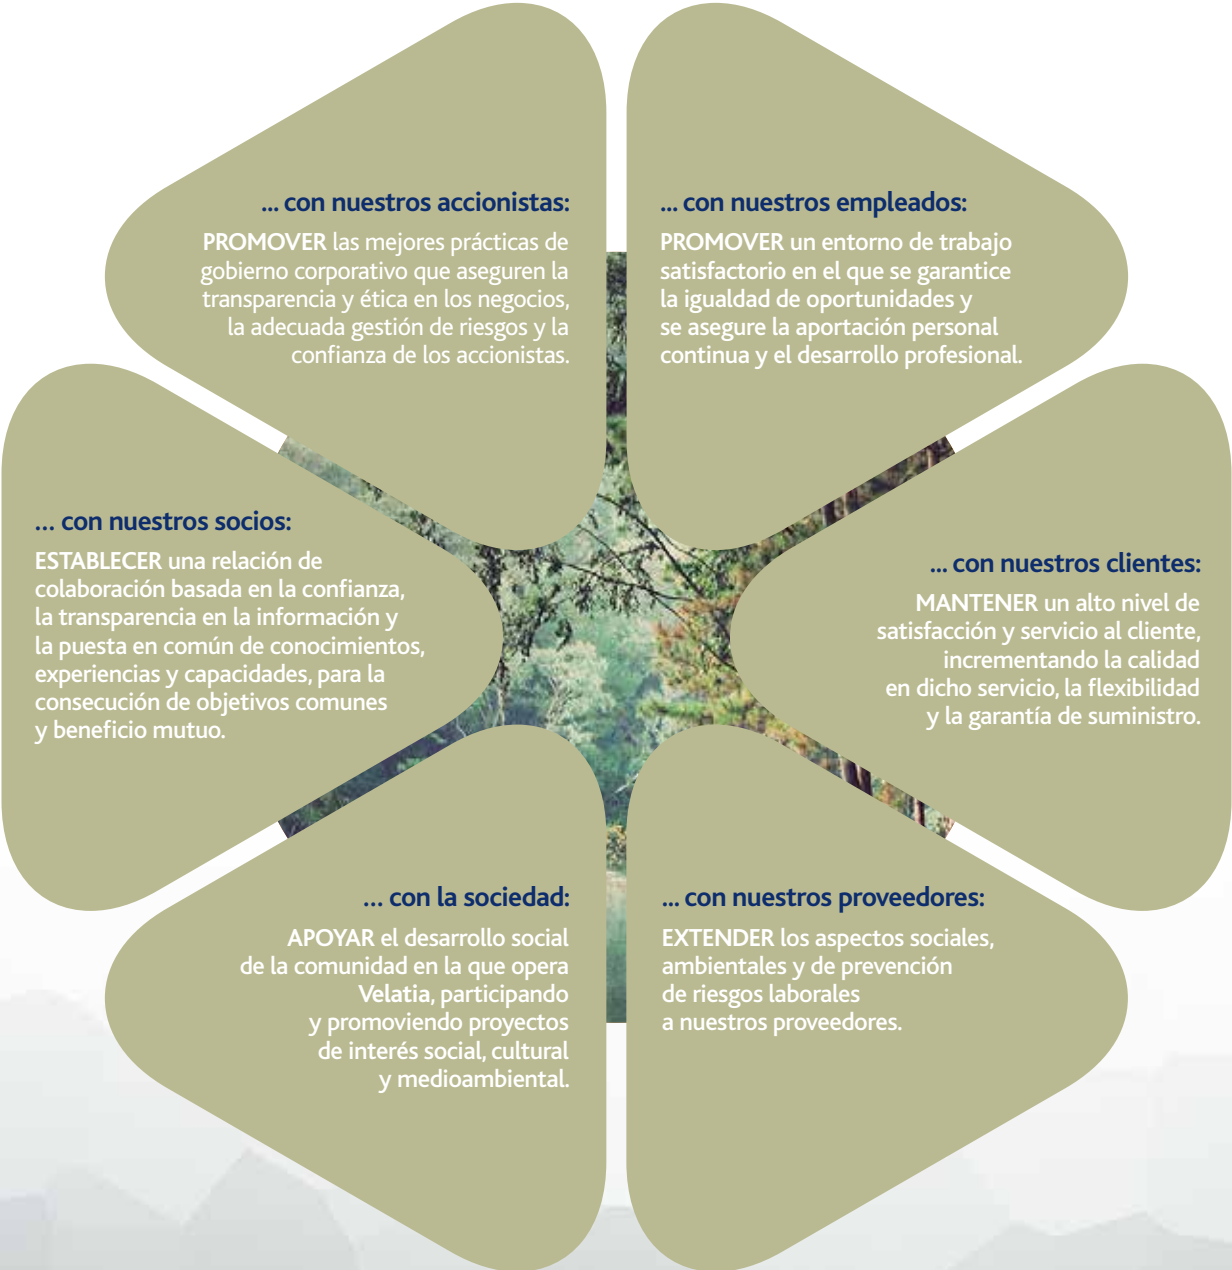 ... con nuestros accionistas:
PROMOVER las mejores prácticas de
gobierno corporativo que aseguren la
transparencia y ética en los negocios,
la adecuada gestión de riesgos y la
confianza de los accionistas.
... con nuestros empleados:
PROMOVER un entorno de trabajo
satisfactorio en el que se garantice
la igualdad de oportunidades y
se asegure la aportación personal
continua y el desarrollo profesional.
... con nuestros socios:
ESTABLECER una relación de
colaboración basada en la confianza,
la transparencia en la información y
la puesta en común de conocimientos,
experiencias y capacidades, para la
consecución de objetivos comunes
y beneficio mutuo.
... con nuestros clientes:
MANTENER un alto nivel de
satisfacción y servicio al cliente,
incrementando la calidad
en dicho servicio, la flexibilidad
y la garantía de suministro.
... con la sociedad:
APOYAR el desarrollo social
de la comunidad en la que opera
Velatia, participando
y promoviendo proyectos
de interés social, cultural
y medioambiental.
... con nuestros proveedores:
EXTENDER los aspectos sociales,
ambientales y de prevención
de riesgos laborales
a nuestros proveedores.